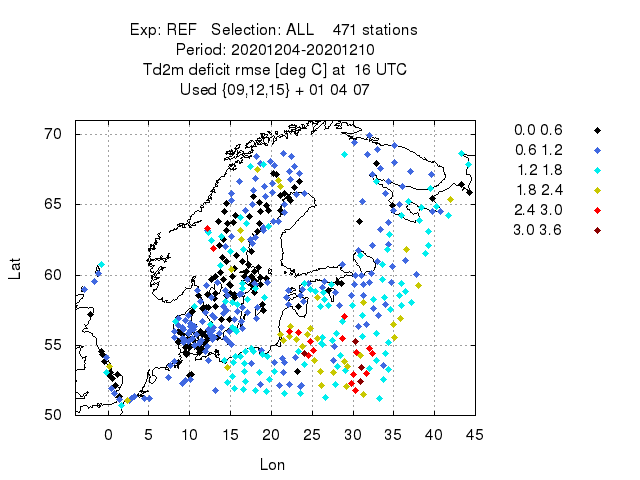 Exp: REF   Selection: ALL    471 stations
Period: 20201204-20201210
Td2m deficit rmse [deg C] at  16 UTC
Used {09,12,15} + 01 04 07
0.0 0.6
0.6 1.2
1.2 1.8
1.8 2.4
2.4 3.0
3.0 3.6
70
65
60
55
50
Lat
0 5 10 15 20 25 30 35 40 45
Lon